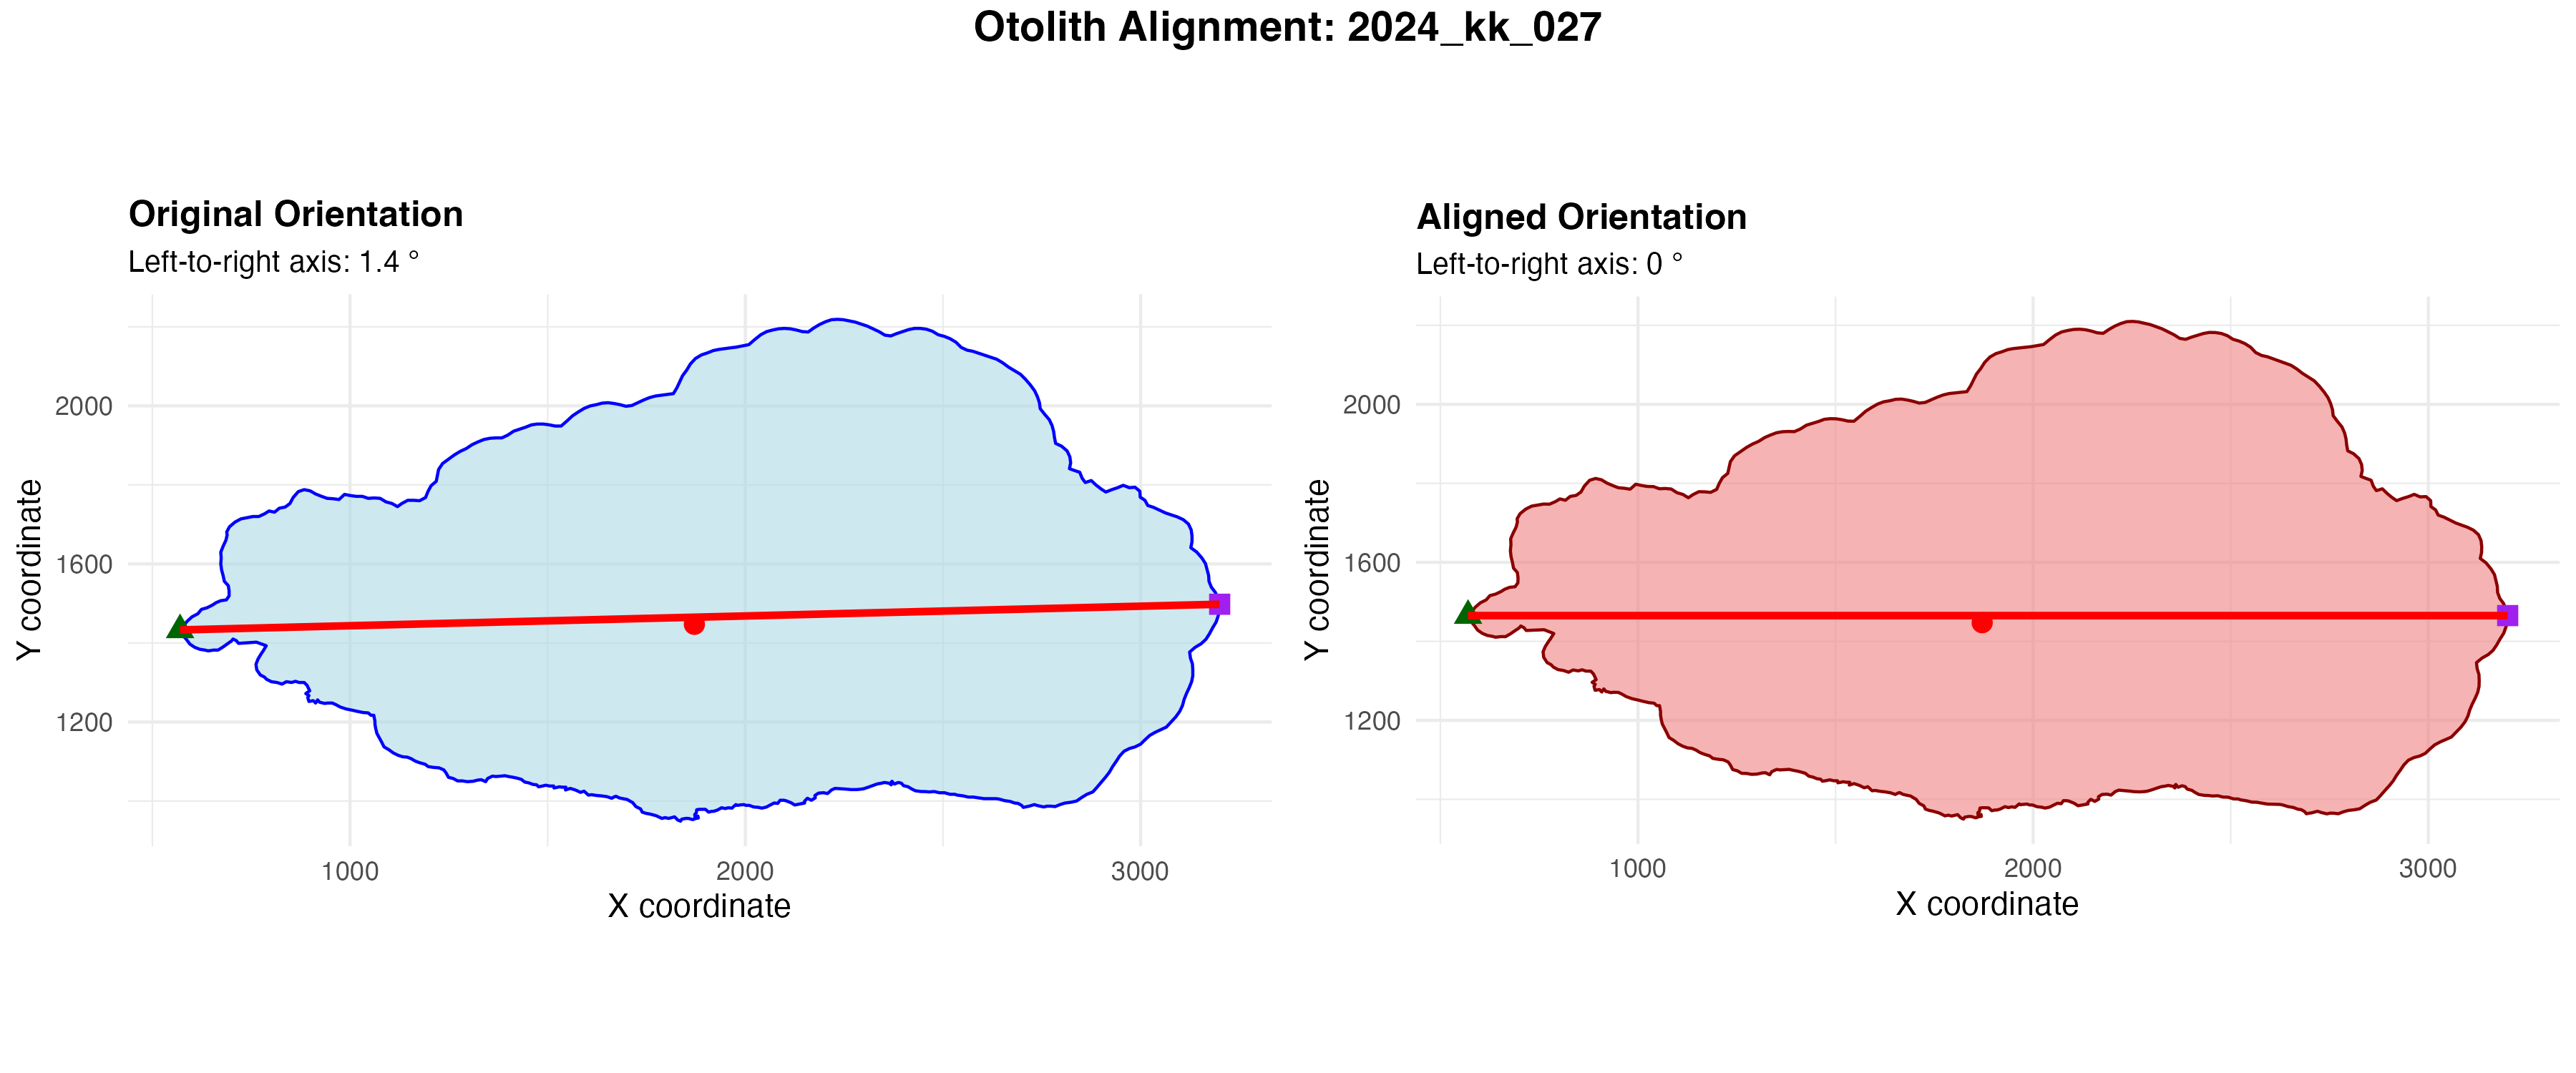 Otolith Alignment: 2024_kk_027
Original Orientation
Left-to-right axis: 1.4 °
2000
1600
1200
Y coordinate
1000
2000
3000
X coordinate
Aligned Orientation
Left-to-right axis: 0 °
2000
1600
1200
Y coordinate
1000
2000
3000
X coordinate